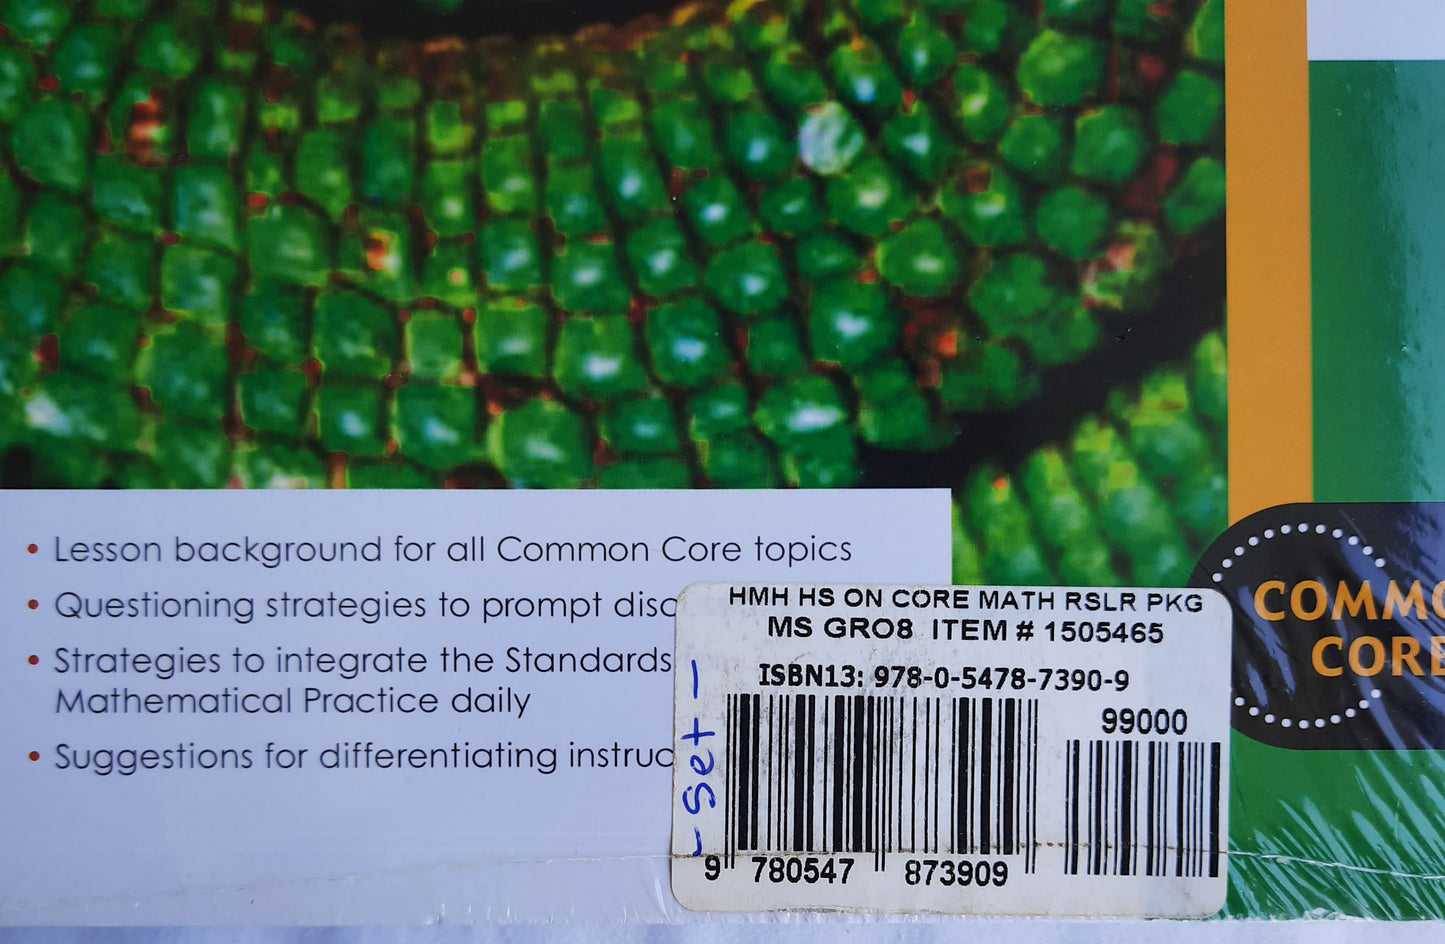 • Lesson background for all Common Core topics
• Questioning strategies to prompt disc
• Strategies to integrate the Standards
Mathematical Practice daily
• Suggestions for differentiating instruc
HMH HS ON CORE MATH RSLR PKG
MS GRO8 ITEM # 1505465
ISBN13: 978-0-5478-7390-9
99000
- Set -
9 780547 873909
COMMO
CORE